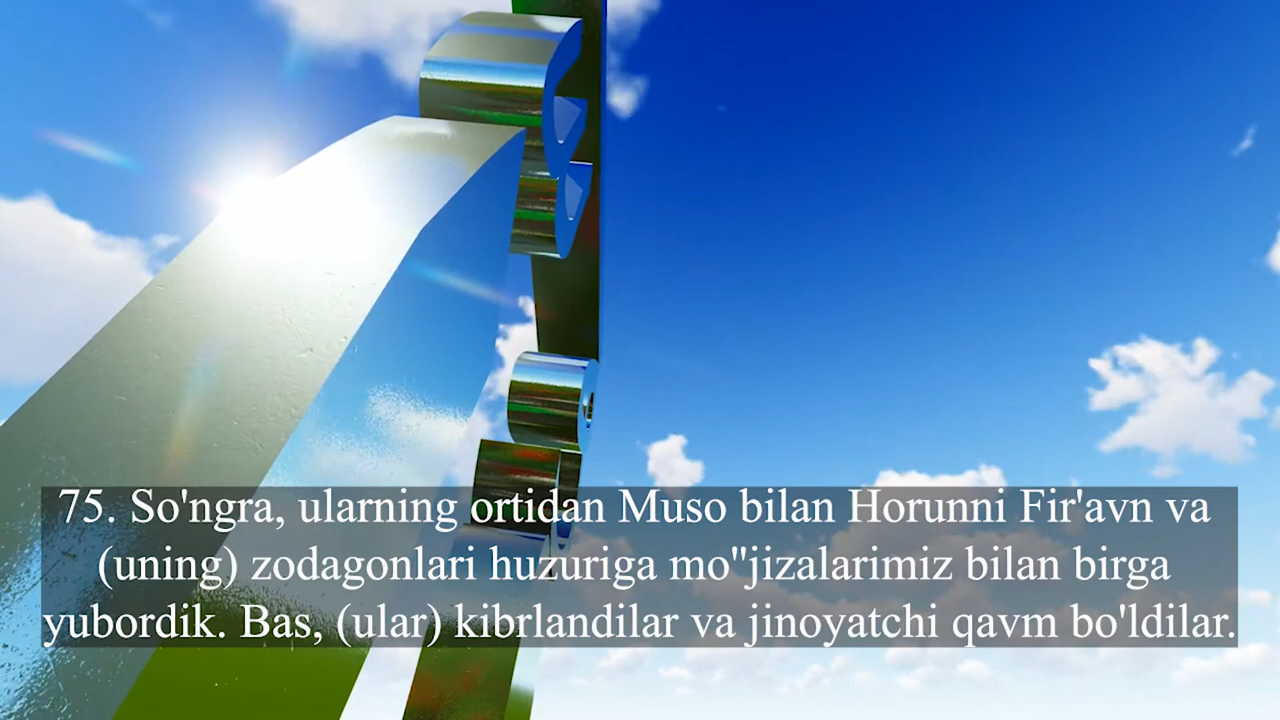 75. So'ngra, ularning ortidan Muso bilan Horunni Fir'avn va
(uning) zodagonlari huzuriga mo''jizalarimiz bilan birga
yubordik. Bas, (ular) kibrlandilar va jinoyatchi qavm bo'ldilar.